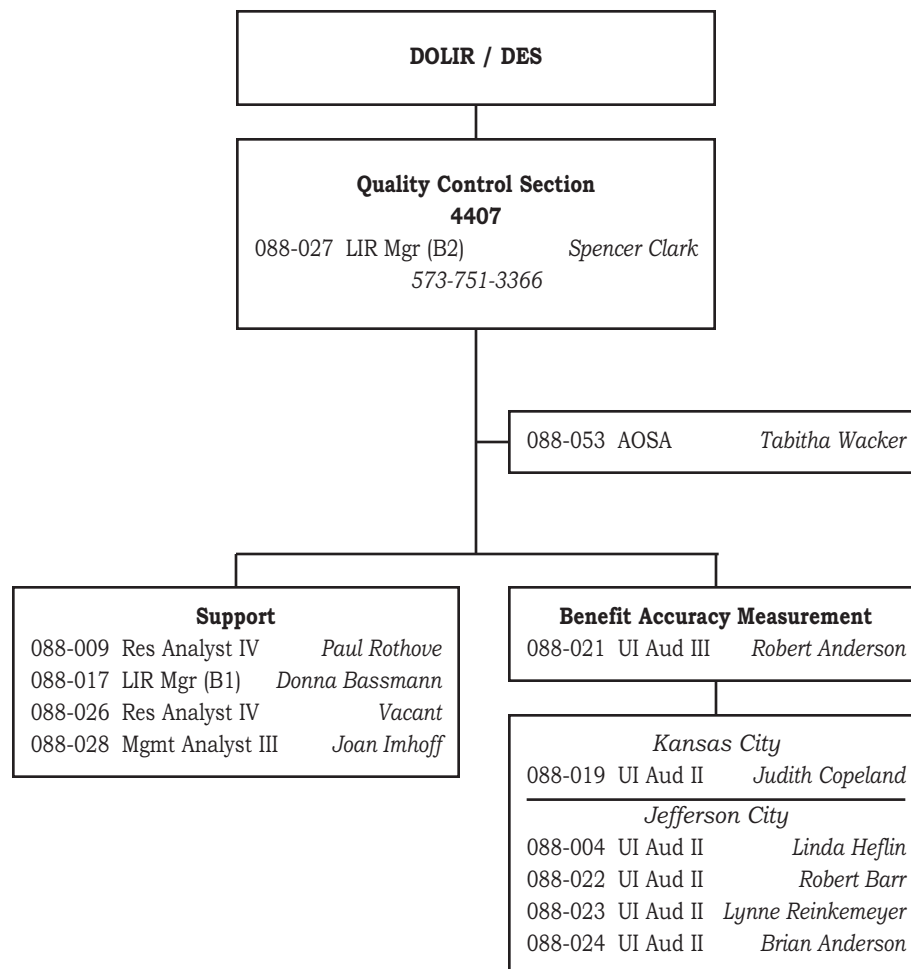 DOLIR / DES
Quality Control Section
4407
088-027 LIR Mgr (B2) Spencer Clark
573-751-3366
088-053 AOSA Tabitha Wacker
Support
088-009 Res Analyst IV Paul Rothove
088-017 LIR Mgr (B1) Donna Bassmann
088-026 Res Analyst IV Vacant
088-028 Mgmt Analyst III Joan Imhoff
Benefit Accuracy Measurement
088-021 UI Aud III Robert Anderson
Kansas City
088-019 UI Aud II Judith Copeland
Jefferson City
088-004 UI Aud II Linda Heflin
088-022 UI Aud II Robert Barr
088-023 UI Aud II Lynne Reinkemeyer
088-024 UI Aud II Brian Anderson